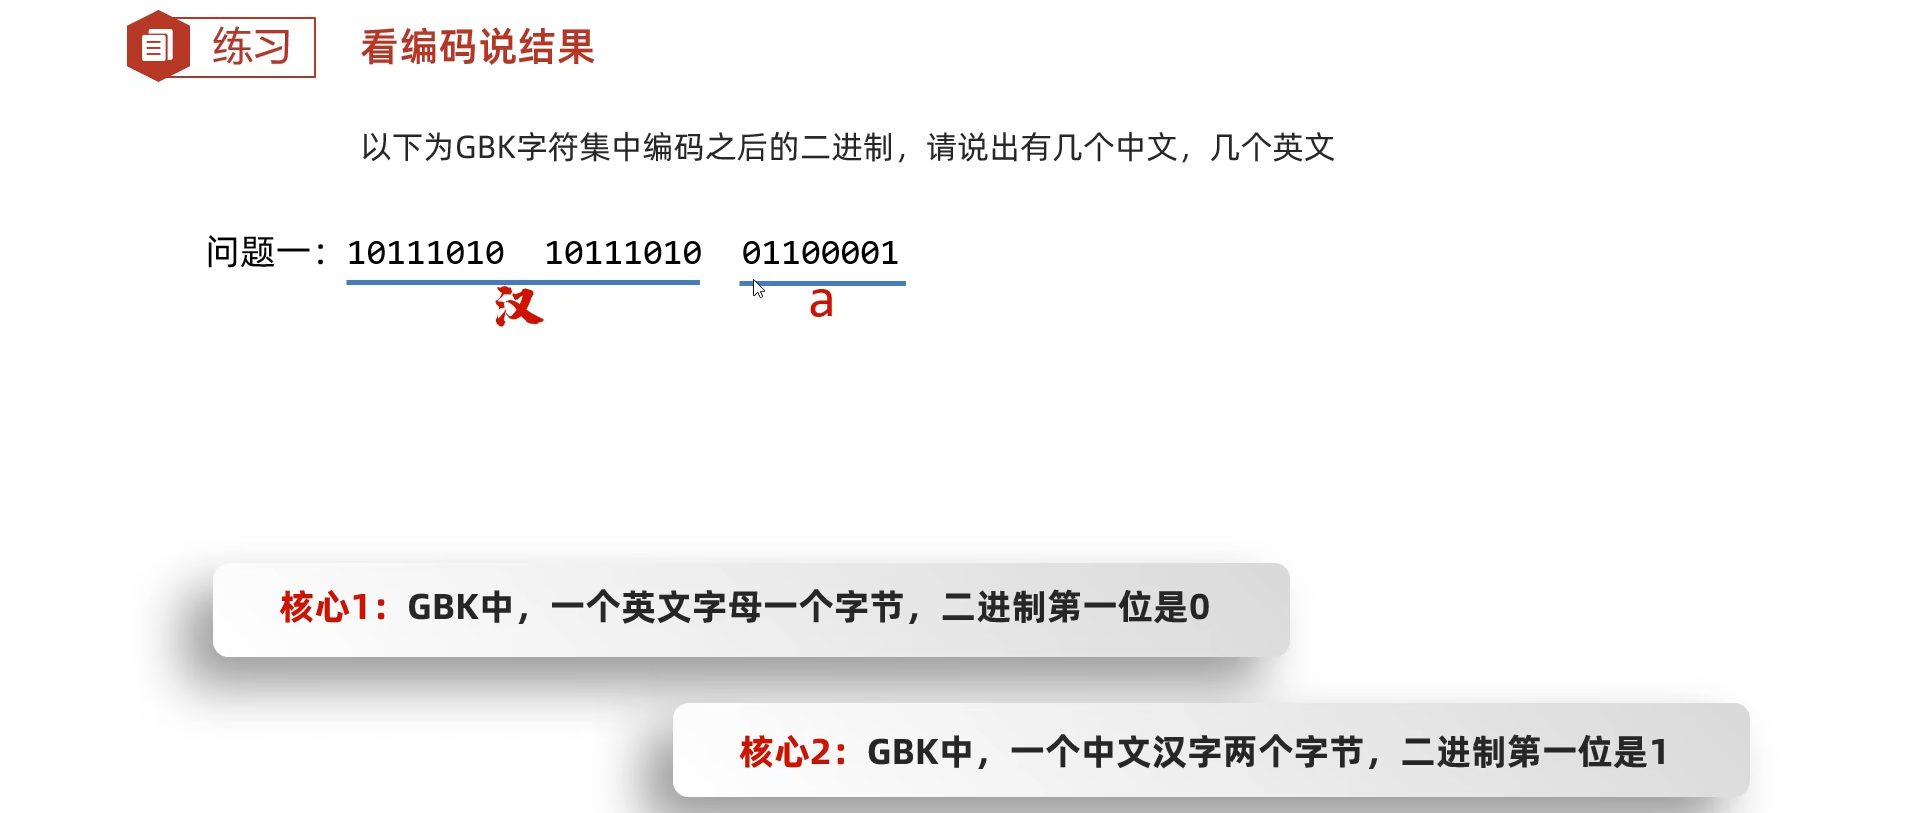 练习 看编码说结果
以下为GBK字符集中编码之后的二进制，请说出有几个中文，几个英文
问题一：10111010 10111010 01100001
汉 a
核心1：GBK中，一个英文字母一个字节，二进制第一位是0
核心2：GBK中，一个中文汉字两个字节，二进制第一位是1